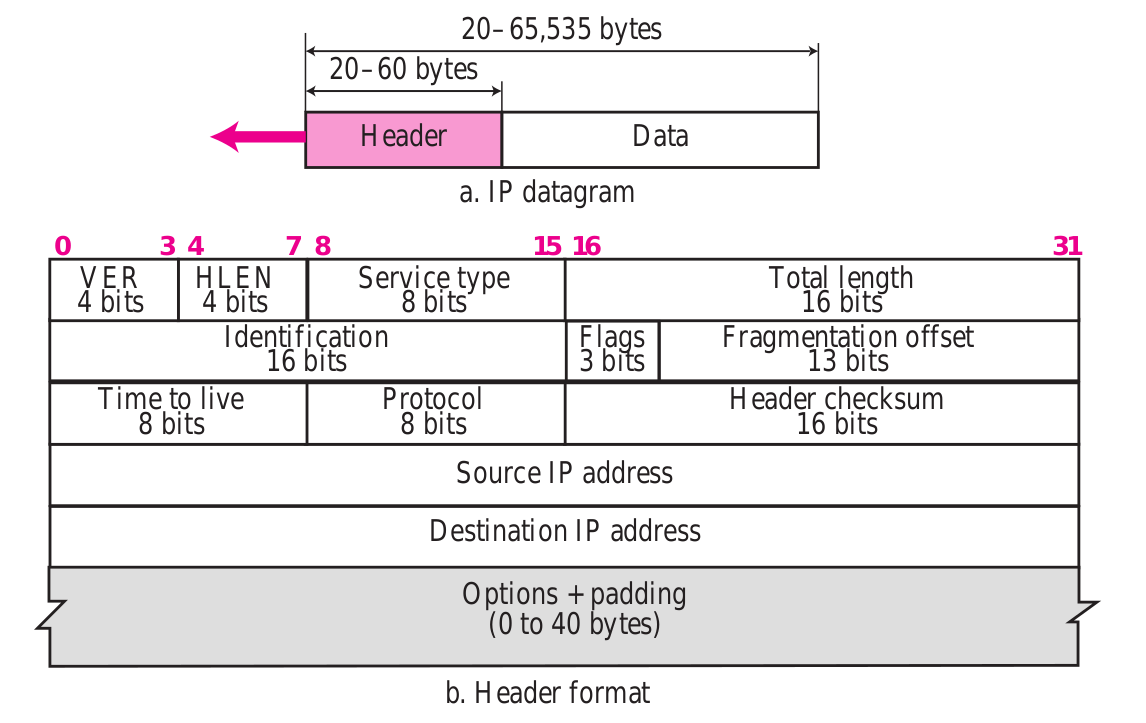 20–65,535 bytes
20–60 bytes
Header Data
a. IP datagram
0 3 4 7 8 15 16 31
VER HLEN Service type Total length
4 bits 4 bits 8 bits 16 bits
Identification Flags Fragmentation offset
16 bits 3 bits 13 bits
Time to live Protocol Header checksum
8 bits 8 bits 16 bits
Source IP address
Destination IP address
Options + padding
(0 to 40 bytes)
b. Header format